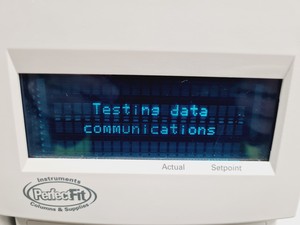 Testing data
communications
Actual Setpoint
Instruments
PerfectFit
Columns & Supplies